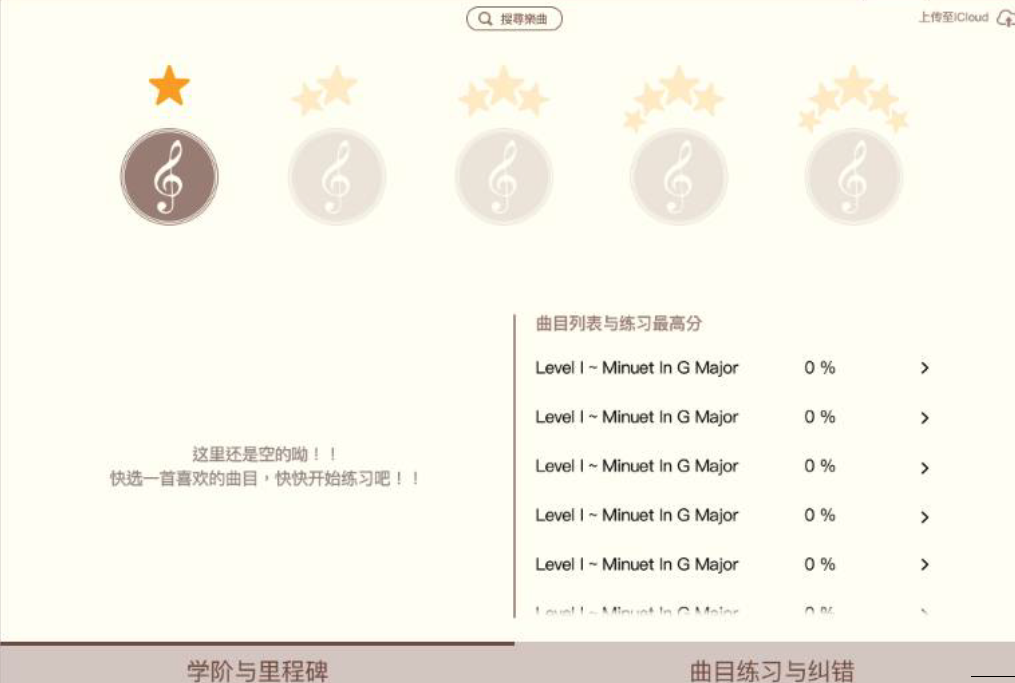 搜尋樂曲
上传至iCloud
曲目列表与练习最高分
Level I ~ Minuet In G Major 0 %
Level I ~ Minuet In G Major 0 %
Level I ~ Minuet In G Major 0 %
Level I ~ Minuet In G Major 0 %
Level I ~ Minuet In G Major 0 %
Level I ~ Minuet In G Major 0 %
这里还是空的呦！！
快选一首喜欢的曲目，快快开始练习吧！！
学阶与里程碑
曲目练习与纠错